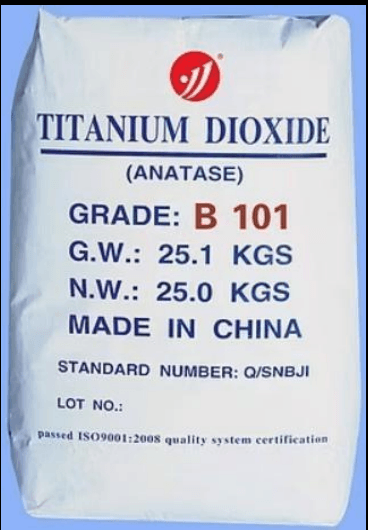 TITANIUM DIOXIDE
(ANATASE)
GRADE: B 101
G.W.: 25.1 KGS
N.W.: 25.0 KGS
MADE IN CHINA
STANDARD NUMBER: Q/SNBJI
LOT NO.:
passed ISO9001:2008 quality system certification